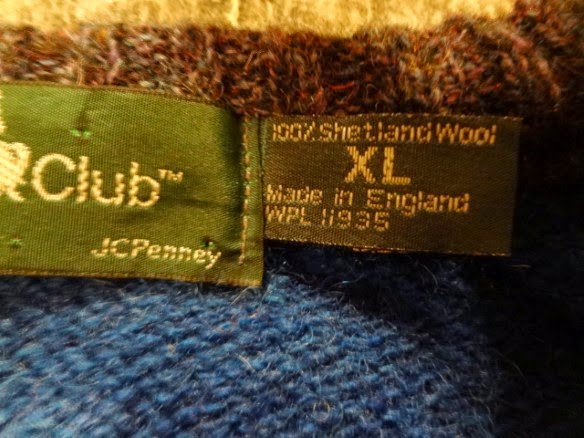 Club™
JCPenney
100% Shetland Wool
XL
Made in England
WPL 11935